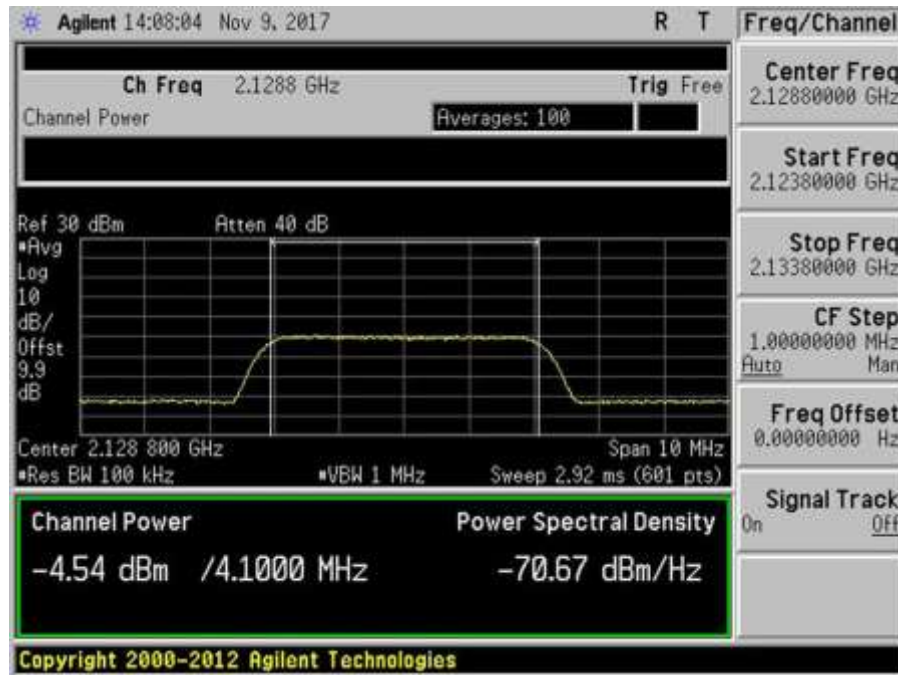 Agilent 14:08:04 Nov 9, 2017 R T
Freq/Channel
Ch Freq 2.1288 GHz Trig Free
Channel Power Averages: 100
Center Freq
2.12880000 GHz
Start Freq
2.12380000 GHz
Stop Freq
2.13380000 GHz
CF Step
1.00000000 MHz
Auto Man
Freq Offset
0.00000000 Hz
Signal Track
On Off
Ref 30 dBm Atten 40 dB
#Avg
Log
10
dB/
Offst
9.9
dB
Center 2.128 800 GHz Span 10 MHz
#Res BW 100 kHz #VBW 1 MHz Sweep 2.92 ms (601 pts)
Channel Power Power Spectral Density
-4.54 dBm /4.1000 MHz -70.67 dBm/Hz
Copyright 2000-2012 Agilent Technologies